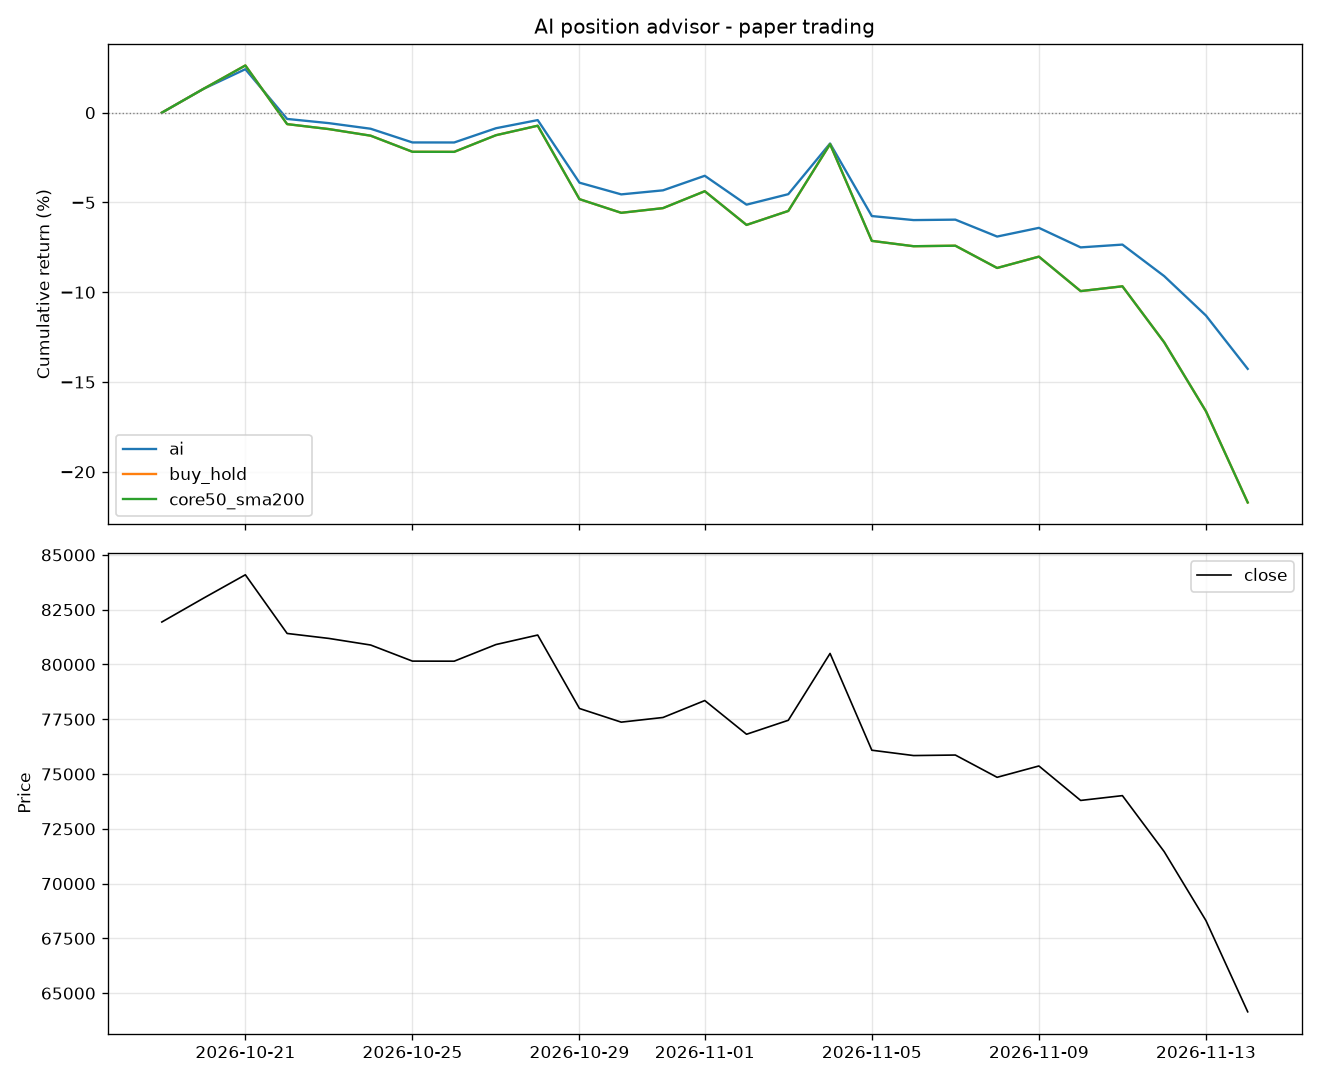 AI position advisor - paper trading
Cumulative return (%)
0
−5
−10
−15
−20
ai
buy_hold
core50_sma200
Price
85000
82500
80000
77500
75000
72500
70000
67500
65000
close
2026-10-21 2026-10-25 2026-10-29 2026-11-01 2026-11-05 2026-11-09 2026-11-13